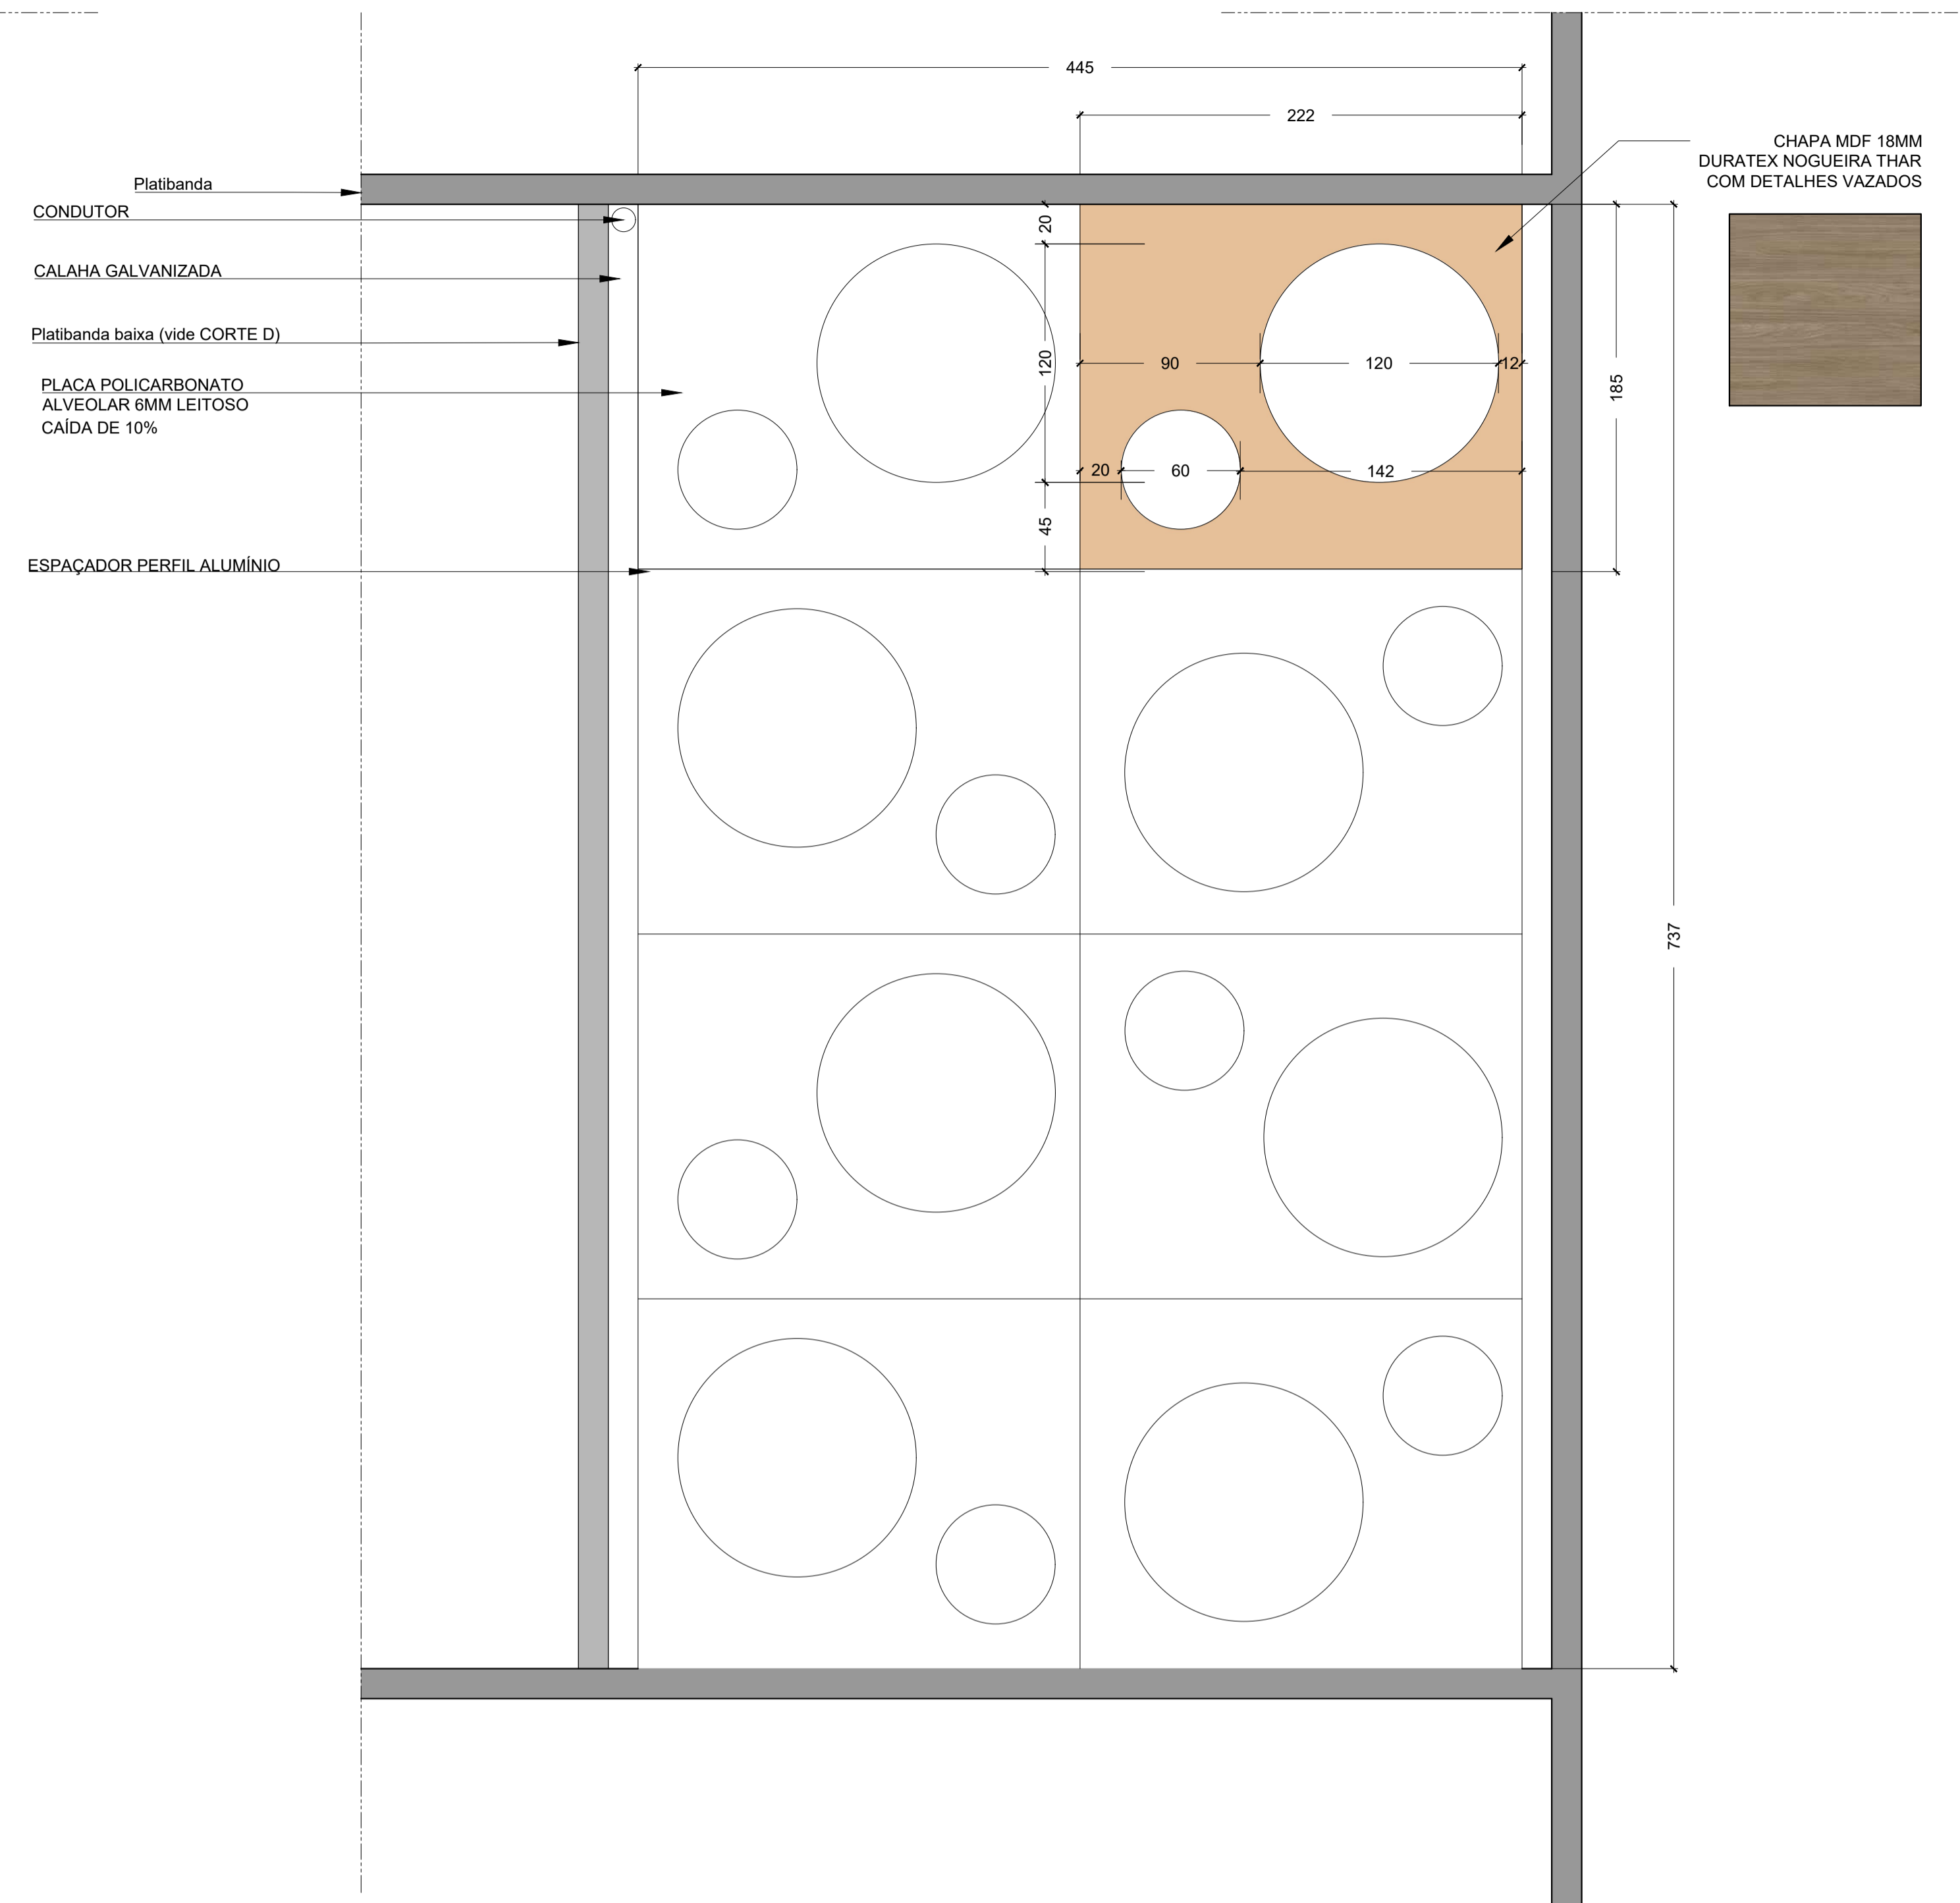 445
222
CHAPA MDF 18MM
DURATEX NOGUEIRA THAR
COM DETALHES VAZADOS
Platibanda
CONDUTOR
CALAHA GALVANIZADA
Platibanda baixa (vide CORTE D)
PLACA POLICARBONATO
ALVEOLAR 6MM LEITOSO
CAÍDA DE 10%
ESPAÇADOR PERFIL ALUMÍNIO
20
120
45
90
120
12
20
60
142
185
737